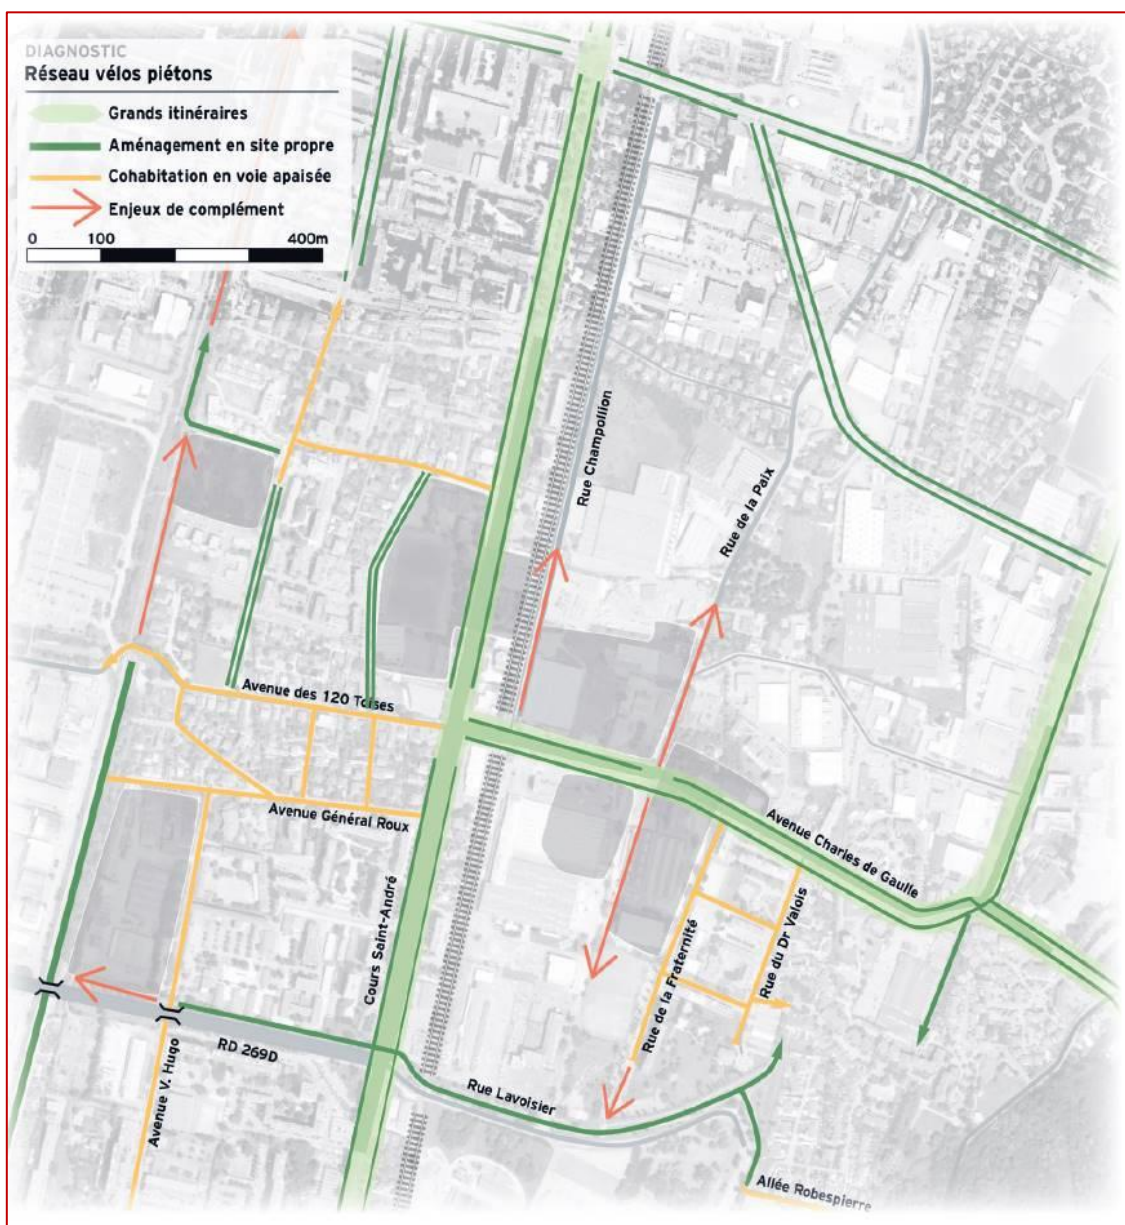 DIAGNOSTIC
Réseau vélos piétons
Grands itinéraires
Aménagement en site propre
Cohabitation en voie apaisée
Enjeux de complément
0 100 400m
Rue Champollion
Rue de la Paix
Avenue des 120 Toises
Avenue Général Roux
Avenue Charles de Gaulle
Cours Saint-André
Rue de la Fraternité
Rue du Dr Valois
RD 269D
Avenue V. Hugo
Rue Lavoisier
Allée Robespierre